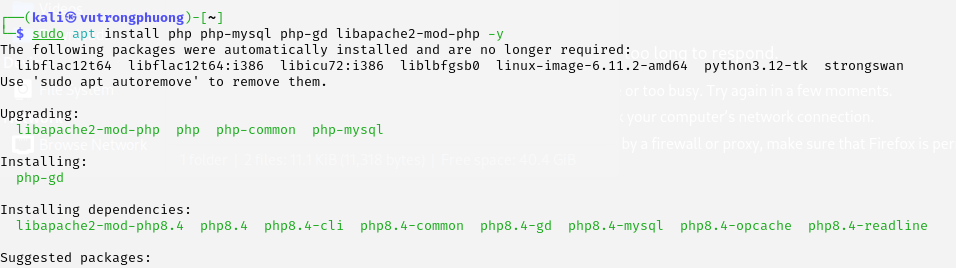 ┌──(kali㉿vutrongphuong)-[~]
└─$ sudo apt install php php-mysql php-gd libapache2-mod-php -y
The following packages were automatically installed and are no longer required:
  libflac12t64  libflac12t64:i386  libicu72:i386  liblbfgsb0  linux-image-6.11.2-amd64  python3.12-tk  strongswan
Use 'sudo apt autoremove' to remove them.
Upgrading:
  libapache2-mod-php  php  php-common  php-mysql
Installing:
  php-gd
Installing dependencies:
  libapache2-mod-php8.4  php8.4  php8.4-cli  php8.4-common  php8.4-gd  php8.4-mysql  php8.4-opcache  php8.4-readline
Suggested packages:
too long to respond
or too busy. Try again in a few moments.
your computer's network connection.
by a firewall or proxy, make sure that Firefox is per
Browse Network